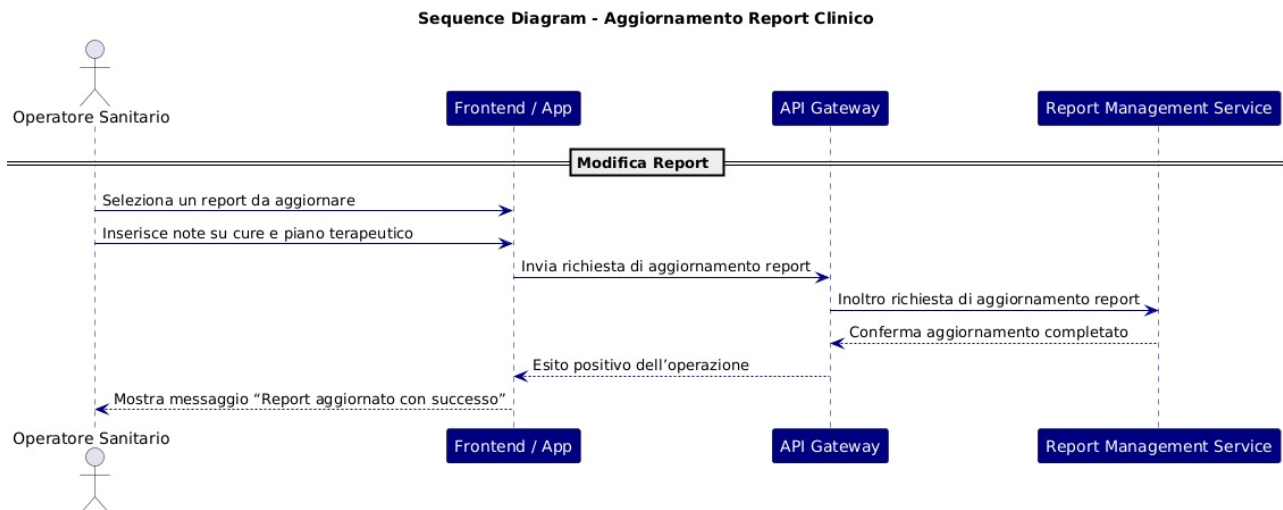 Sequence Diagram - Aggiornamento Report Clinico
Operatore Sanitario
Frontend / App
API Gateway
Report Management Service
Modifica Report
Seleziona un report da aggiornare
Inserisce note su cure e piano terapeutico
Invia richiesta di aggiornamento report
Inoltro richiesta di aggiornamento report
Conferma aggiornamento completato
Esito positivo dell’operazione
Mostra messaggio “Report aggiornato con successo”
Operatore Sanitario
Frontend / App
API Gateway
Report Management Service